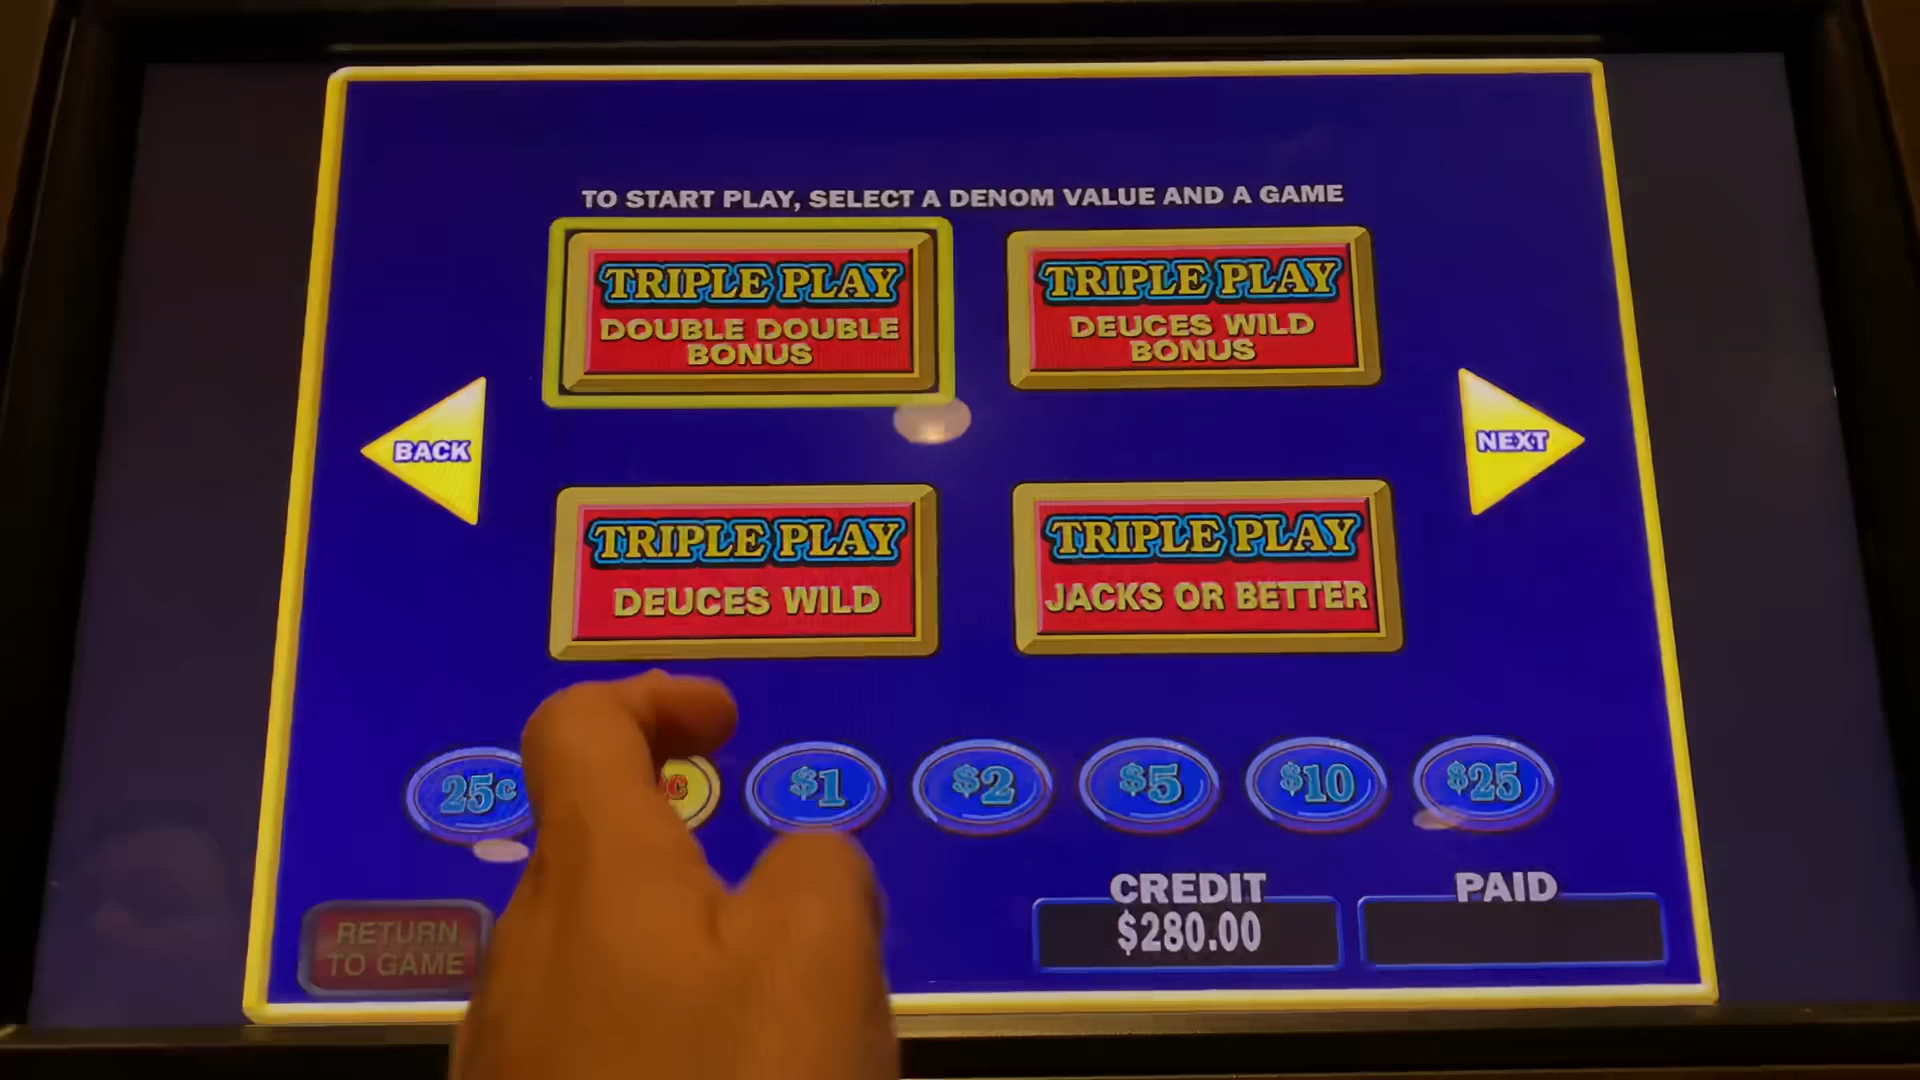 TO START PLAY, SELECT A DENOM VALUE AND A GAME
TRIPLE PLAY
DOUBLE DOUBLE
BONUS
TRIPLE PLAY
DEUCES WILD
BONUS
BACK
NEXT
TRIPLE PLAY
DEUCES WILD
TRIPLE PLAY
JACKS OR BETTER
25¢
¢
$1
$2
$5
$10
$25
CREDIT
$280.00
PAID
RETURN
TO GAME